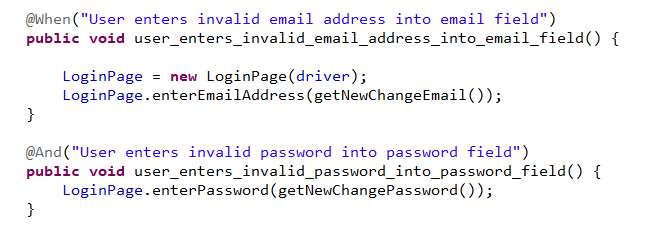 @When("User enters invalid email address into email field")
public void user_enters_invalid_email_address_into_email_field() {
LoginPage = new LoginPage(driver);
LoginPage.enterEmailAddress(getNewChangeEmail());
}
@And("User enters invalid password into password field")
public void user_enters_invalid_password_into_password_field() {
LoginPage.enterPassword(getNewChangePassword());
}